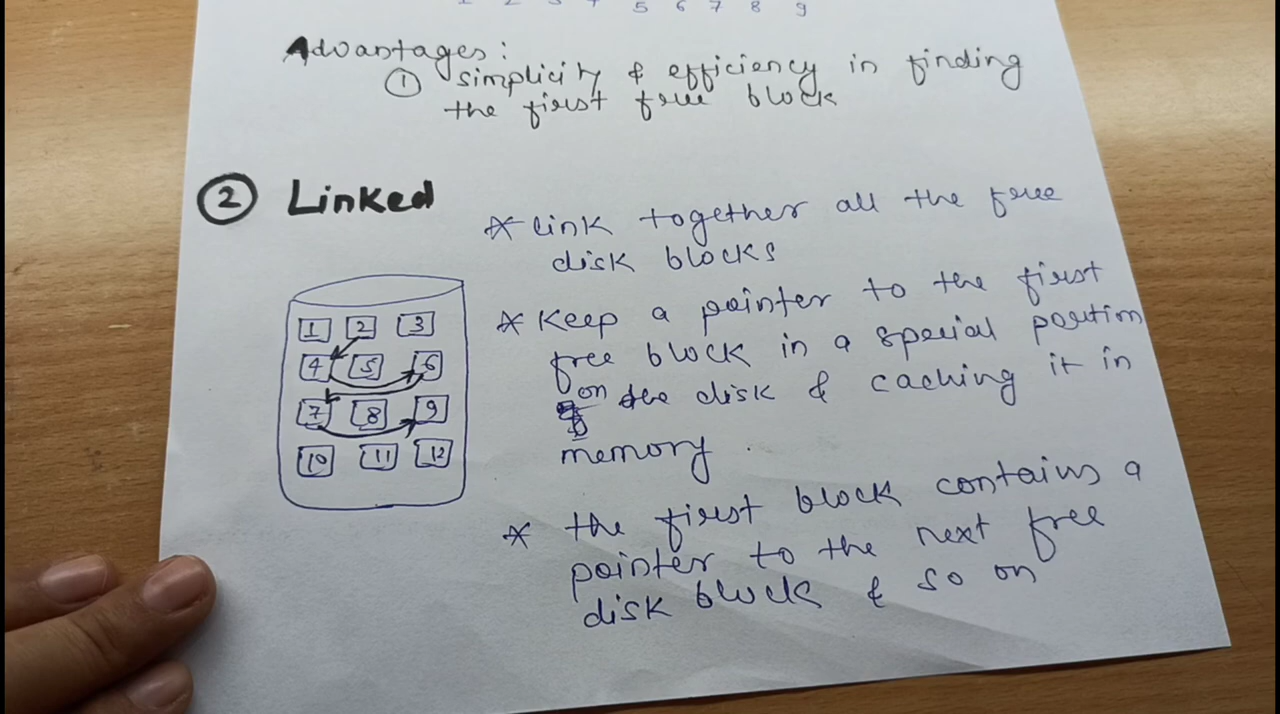 5 6 7 8 9
Advantages:
① simplicity & efficiency in finding
the first free block
② Linked
* link together all the free
disk blocks
* Keep a pointer to the first
free block in a special position
on the disk & caching it in
memory.
* the first block contains a
pointer to the next free
disk block & so on
1 2 3
4 5 6
7 8 9
10 11 12